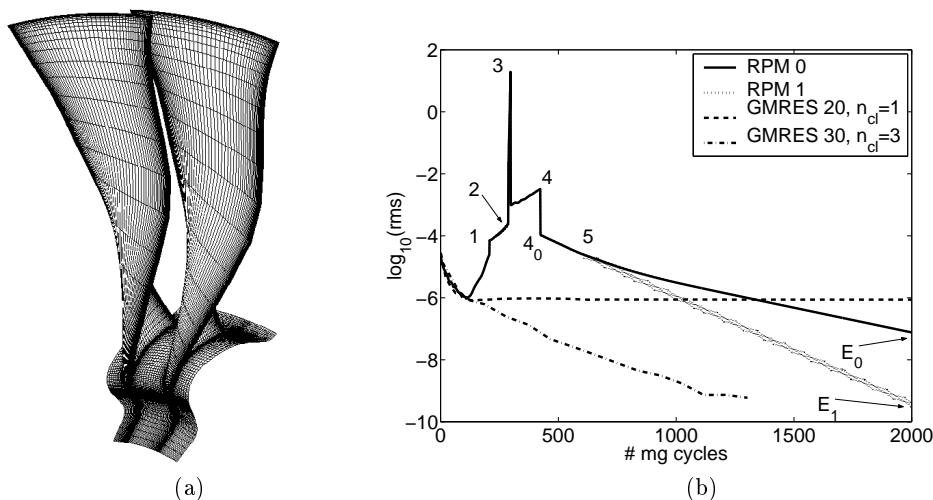 2
0
−2
−4
−6
−8
−10
log10(rms)
0
500
1000
1500
2000
# mg cycles
RPM 0
RPM 1
GMRES 20, ncl=1
GMRES 30, ncl=3
3
2
4
1
40
5
E0
E1
(a)
(b)